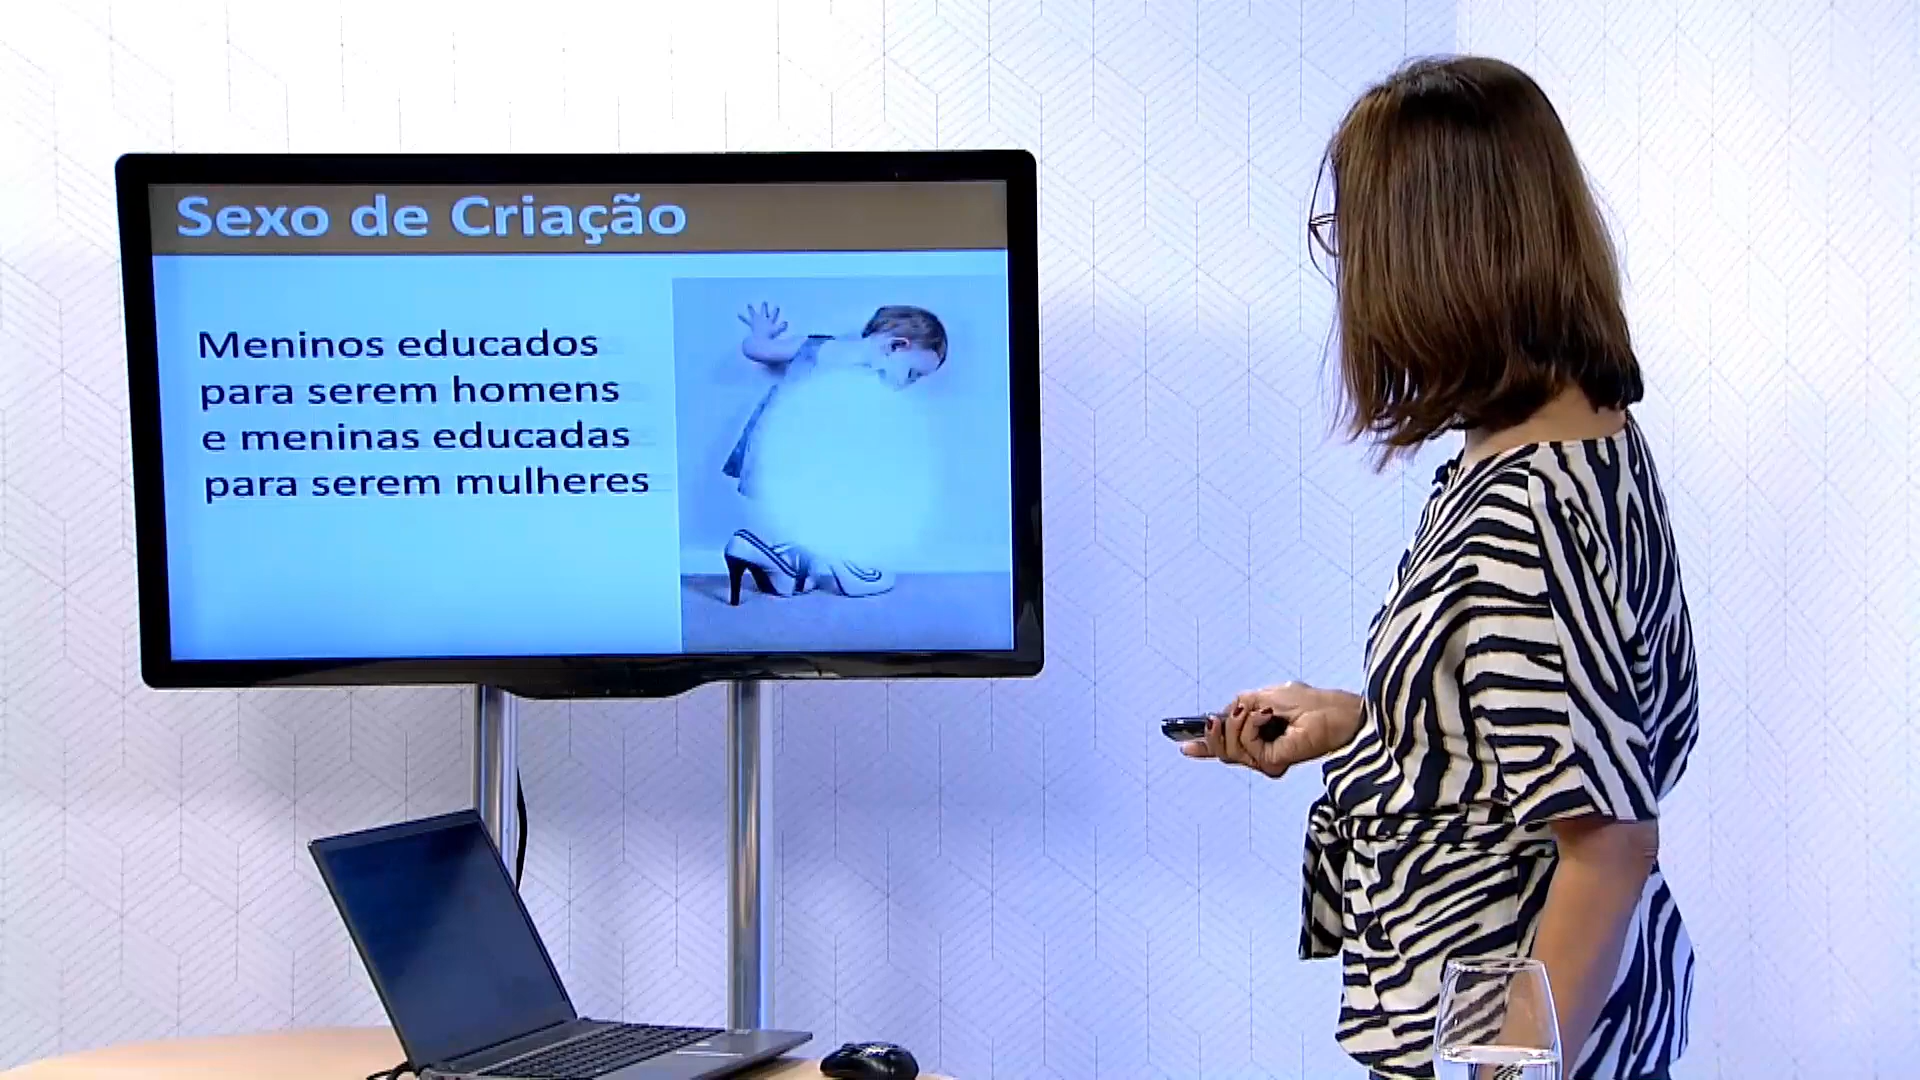 Sexo de Criação
Meninos educados
para serem homens
e meninas educadas
para serem mulheres